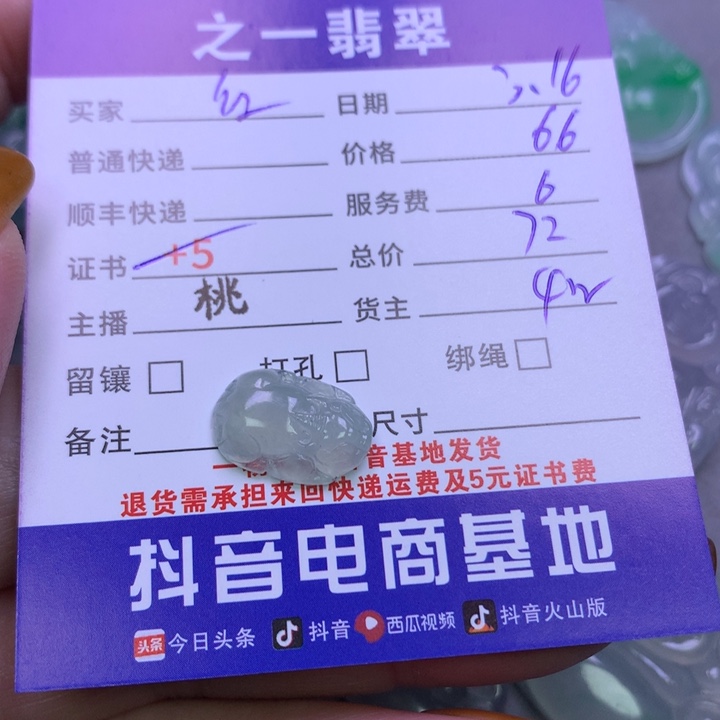 之一翡翠
买家 红 日期 16
普通快递 价格 66
顺丰快递 服务费 6
证书 +5 总价 72
主播 桃 货主
留镶 □ 打孔 □ 绑绳 □
备注 尺寸
音基地发货
退货需承担来回快递运费及5元证书费
抖音电商基地
头条 今日头条 抖音 西瓜视频 抖音火山版